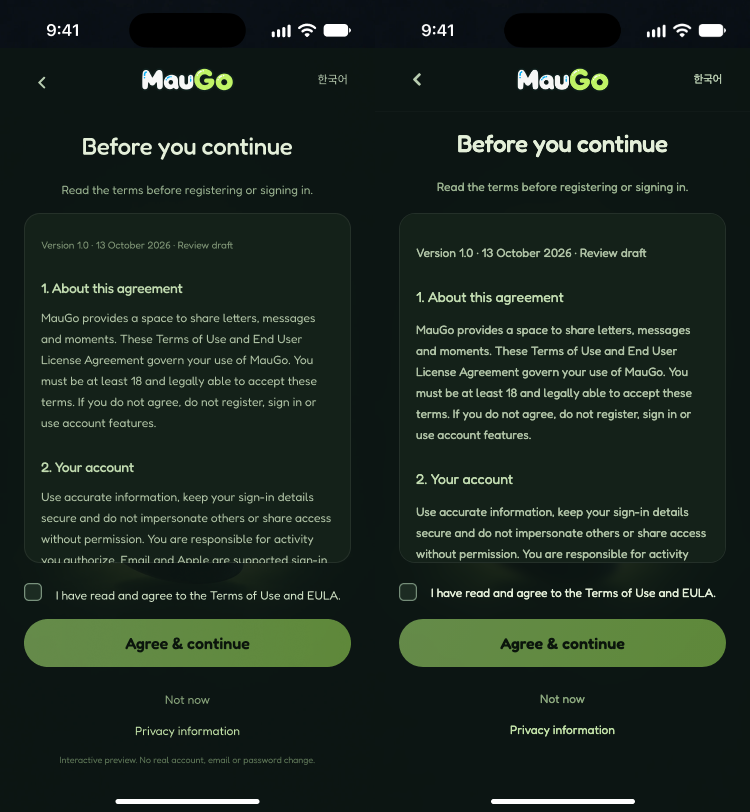 9:41
MauGo
한국어
Before you continue
Read the terms before registering or signing in.
Version 1.0 · 13 October 2026 · Review draft
1. About this agreement
MauGo provides a space to share letters, messages
and moments. These Terms of Use and End User
License Agreement govern your use of MauGo. You
must be at least 18 and legally able to accept these
terms. If you do not agree, do not register, sign in or
use account features.
2. Your account
Use accurate information, keep your sign-in details
secure and do not impersonate others or share access
without permission. You are responsible for activity
you authorize. Email and Apple are supported sign-in
I have read and agree to the Terms of Use and EULA.
Agree & continue
Not now
Privacy information
Interactive preview. No real account, email or password change.
9:41
MauGo
한국어
Before you continue
Read the terms before registering or signing in.
Version 1.0 · 13 October 2026 · Review draft
1. About this agreement
MauGo provides a space to share letters, messages
and moments. These Terms of Use and End User
License Agreement govern your use of MauGo. You
must be at least 18 and legally able to accept these
terms. If you do not agree, do not register, sign in or
use account features.
2. Your account
Use accurate information, keep your sign-in details
secure and do not impersonate others or share access
without permission. You are responsible for activity
I have read and agree to the Terms of Use and EULA.
Agree & continue
Not now
Privacy information